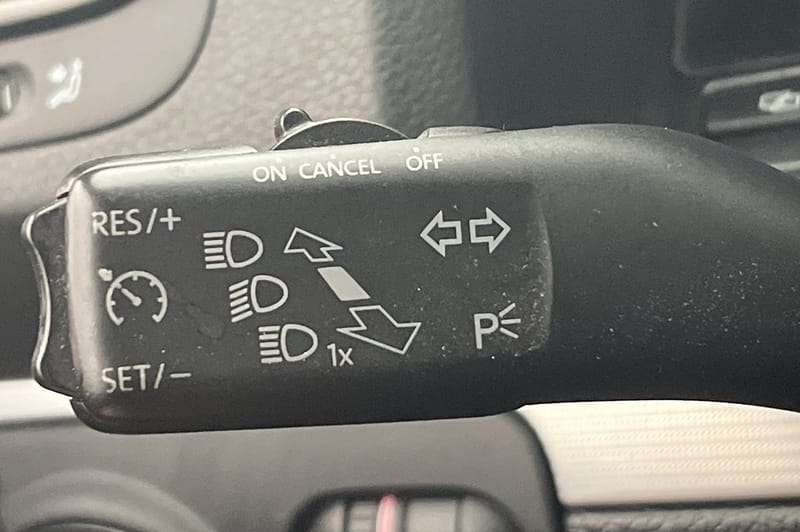 ON CANCEL OFF
RES/+
1x
P
SET/–